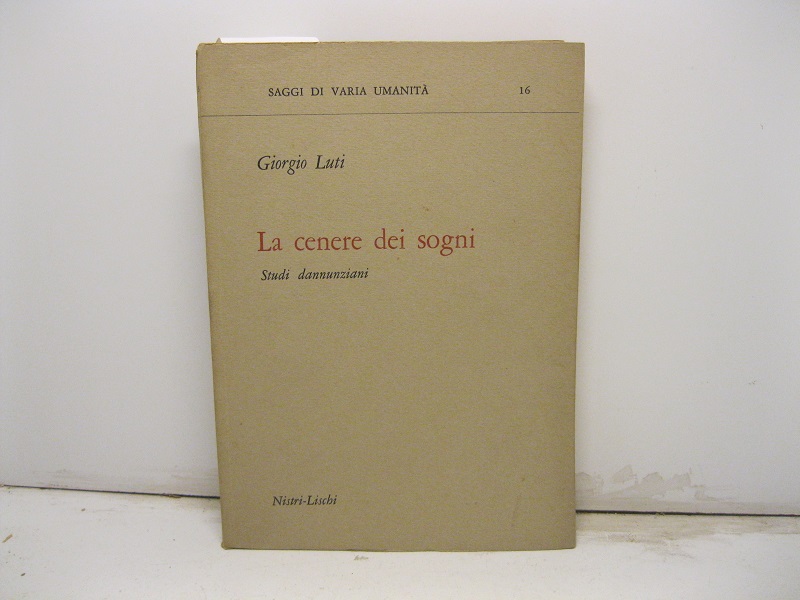 SAGGI DI VARIA UMANITÀ 16
Giorgio Luti
La cenere dei sogni
Studi dannunziani
Nistri-Lischi